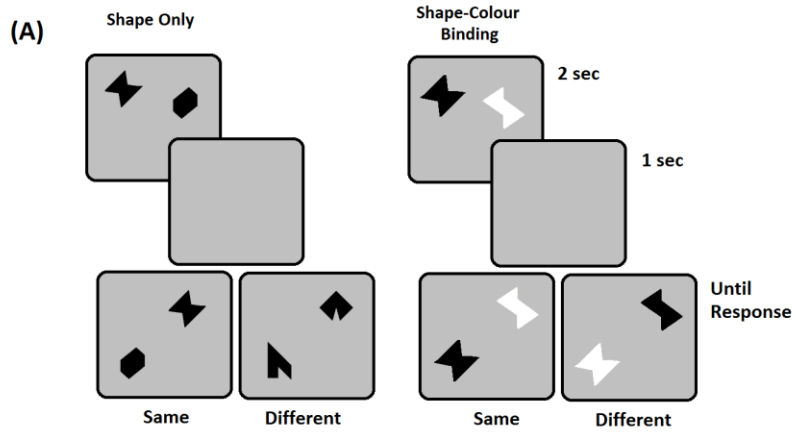 (A)
Shape Only
Shape-Colour
Binding
2 sec
1 sec
Until
Response
Same
Different
Same
Different